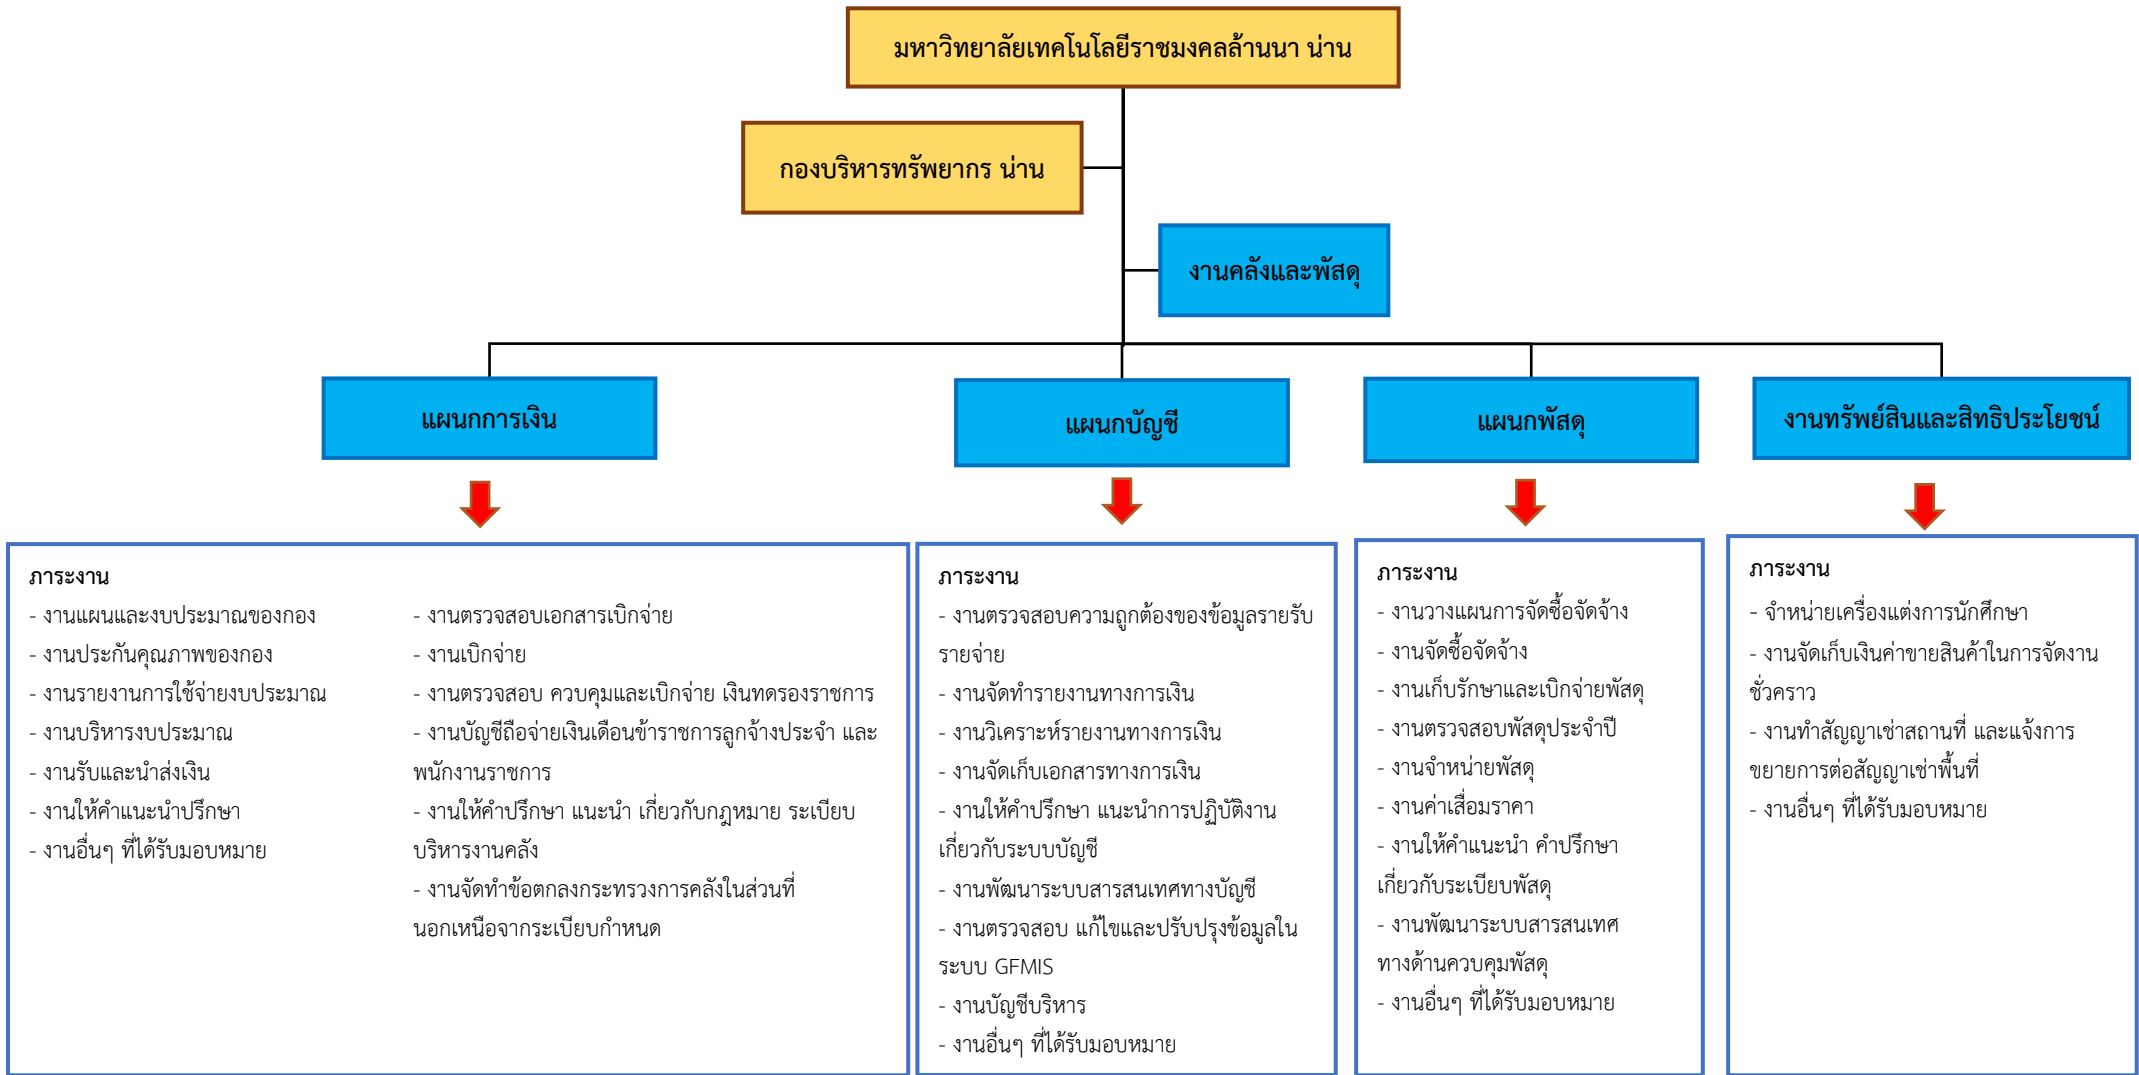 มหาวิทยาลัยเทคโนโลยีราชมงคลล้านนา น่าน
กองบริหารทรัพยากร น่าน
งานคลังและพัสดุ
แผนกการเงิน
แผนกบัญชี
แผนกพัสดุ
งานทรัพย์สินและสิทธิประโยชน์
ภาระงาน
- งานแผนและงบประมาณของกอง
- งานประกันคุณภาพของกอง
- งานรายงานการใช้จ่ายงบประมาณ
- งานบริหารงบประมาณ
- งานรับและนำส่งเงิน
- งานให้คำแนะนำปรึกษา
- งานอื่นๆ ที่ได้รับมอบหมาย
- งานตรวจสอบเอกสารเบิกจ่าย
- งานเบิกจ่าย
- งานตรวจสอบ ควบคุมและเบิกจ่าย เงินทดรองราชการ
- งานบัญชีถือจ่ายเงินเดือนข้าราชการลูกจ้างประจำ และ
พนักงานราชการ
- งานให้คำปรึกษา แนะนำ เกี่ยวกับกฎหมาย ระเบียบ
บริหารงานคลัง
- งานจัดทำข้อตกลงกระทรวงการคลังในส่วนที่
นอกเหนือจากระเบียบกำหนด
ภาระงาน
- งานตรวจสอบความถูกต้องของข้อมูลรายรับ
รายจ่าย
- งานจัดทำรายงานทางการเงิน
- งานวิเคราะห์รายงานทางการเงิน
- งานจัดเก็บเอกสารทางการเงิน
- งานให้คำปรึกษา แนะนำการปฏิบัติงาน
เกี่ยวกับระบบบัญชี
- งานพัฒนาระบบสารสนเทศทางบัญชี
- งานตรวจสอบ แก้ไขและปรับปรุงข้อมูลใน
ระบบ GFMIS
- งานบัญชีบริหาร
- งานอื่นๆ ที่ได้รับมอบหมาย
ภาระงาน
- งานวางแผนการจัดซื้อจัดจ้าง
- งานจัดซื้อจัดจ้าง
- งานเก็บรักษาและเบิกจ่ายพัสดุ
- งานตรวจสอบพัสดุประจำปี
- งานจำหน่ายพัสดุ
- งานค่าเสื่อมราคา
- งานให้คำแนะนำ คำปรึกษา
เกี่ยวกับระเบียบพัสดุ
- งานพัฒนาระบบสารสนเทศ
ทางด้านควบคุมพัสดุ
- งานอื่นๆ ที่ได้รับมอบหมาย
ภาระงาน
- จำหน่ายเครื่องแต่งการนักศึกษา
- งานจัดเก็บเงินค่าขายสินค้าในการจัดงาน
ชั่วคราว
- งานทำสัญญาเช่าสถานที่ และแจ้งการ
ขยายการต่อสัญญาเช่าพื้นที่
- งานอื่นๆ ที่ได้รับมอบหมาย